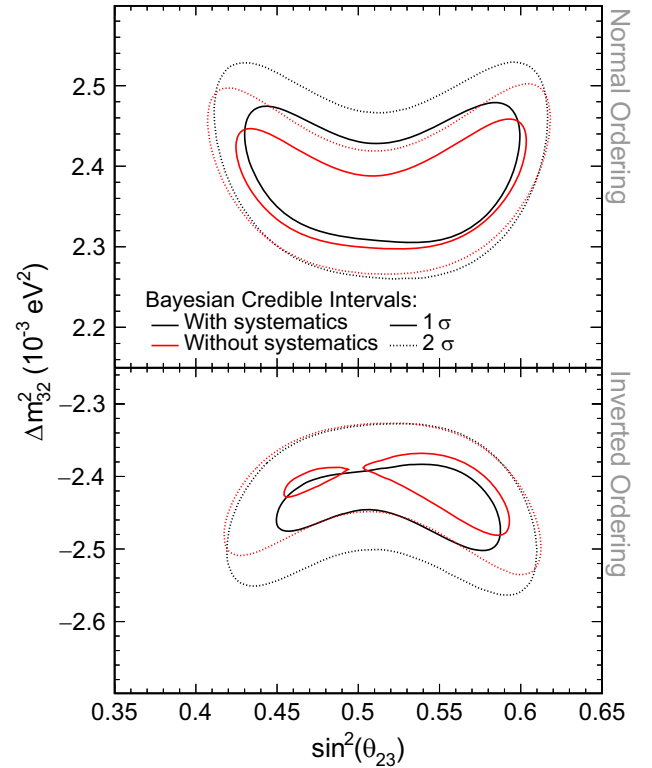 2.6
2.5
2.4
2.3
2.2
Normal Ordering
Bayesian Credible Intervals:
With systematics 1 σ
Without systematics 2 σ
Δm²₃₂ (10⁻³ eV²)
−2.3
−2.4
−2.5
−2.6
Inverted Ordering
0.35 0.4 0.45 0.5 0.55 0.6 0.65
sin²(θ₂₃)